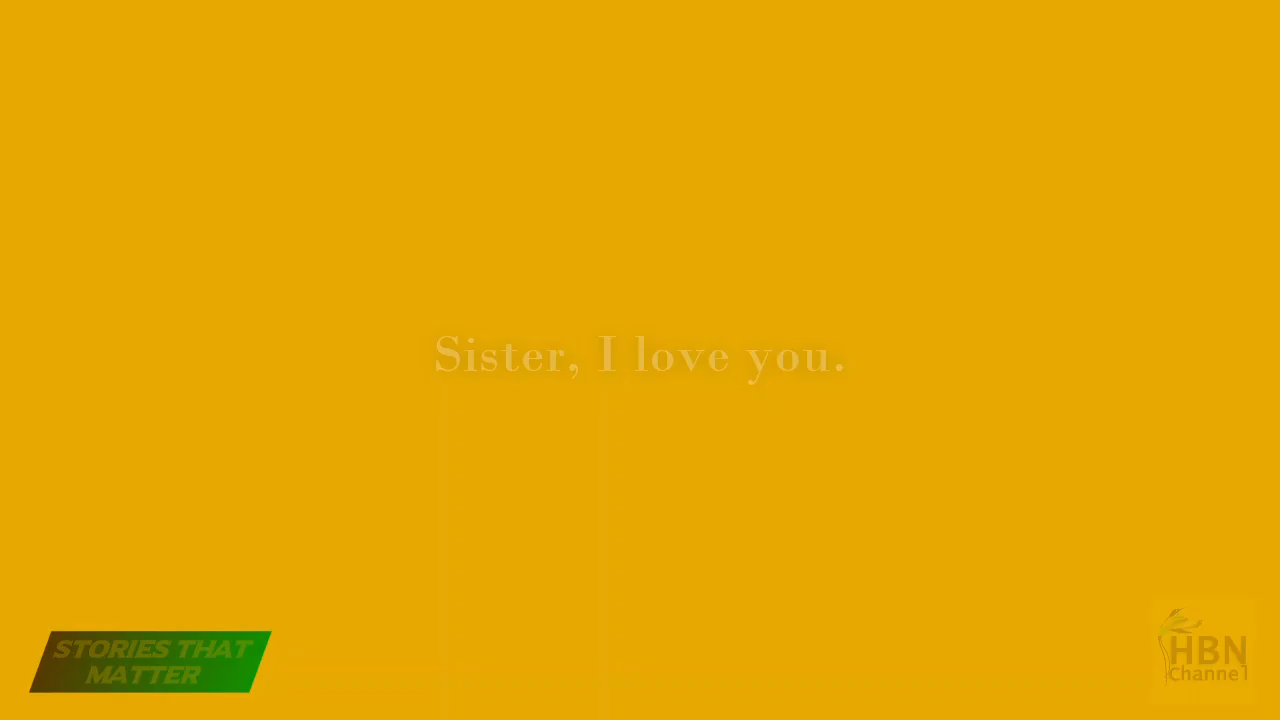 Sister, I love you.
STORIES THAT
MATTER
HBN
Channel